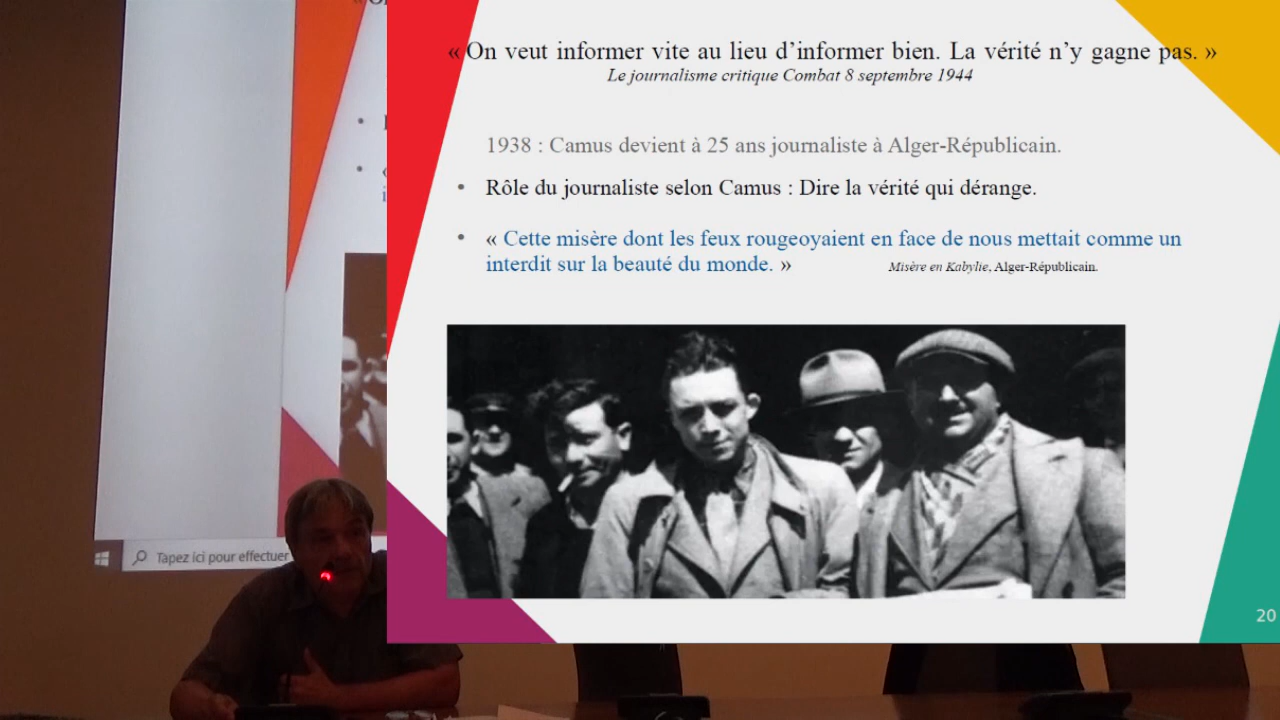 « On veut informer vite au lieu d’informer bien. La vérité n’y gagne pas. »
Le journalisme critique Combat 8 septembre 1944
1938 : Camus devient à 25 ans journaliste à Alger-Républicain.
• Rôle du journaliste selon Camus : Dire la vérité qui dérange.
• « Cette misère dont les feux rougeoyaient en face de nous mettait comme un
interdit sur la beauté du monde. »
Misère en Kabylie, Alger-Républicain.
20
Tapez ici pour effectuer